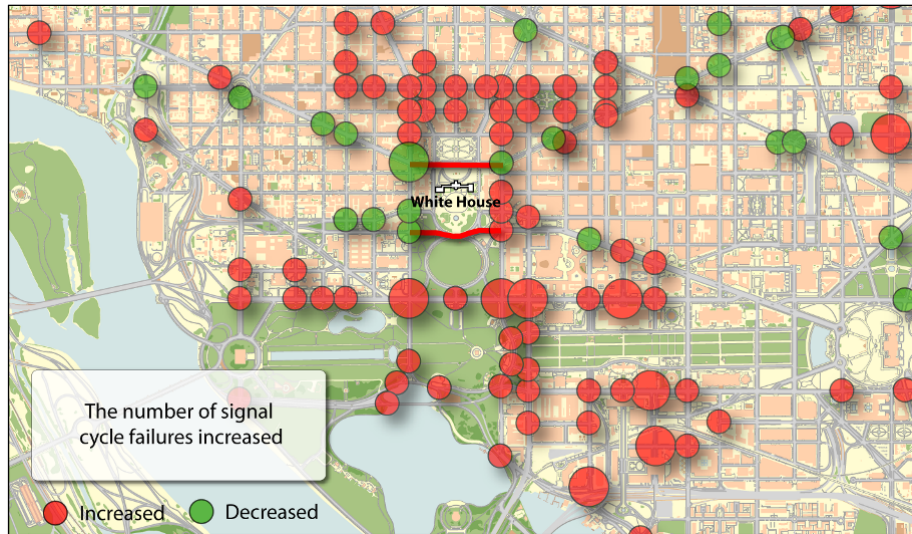 White House
The number of signal
cycle failures increased
Increased
Decreased